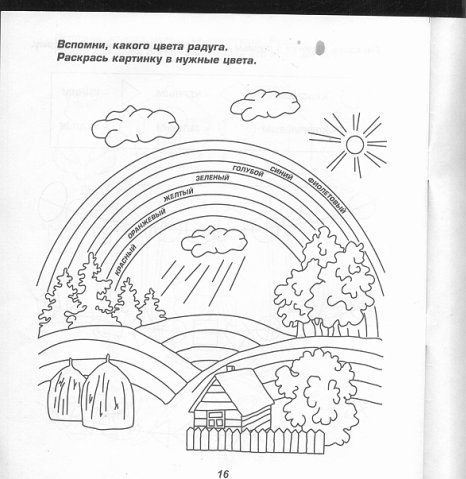 Вспомни, какого цвета радуга.
Раскрась картинку в нужные цвета.
КРАСНЫЙ
ОРАНЖЕВЫЙ
ЖЕЛТЫЙ
ЗЕЛЕНЫЙ
ГОЛУБОЙ
СИНИЙ
ФИОЛЕТОВЫЙ
16